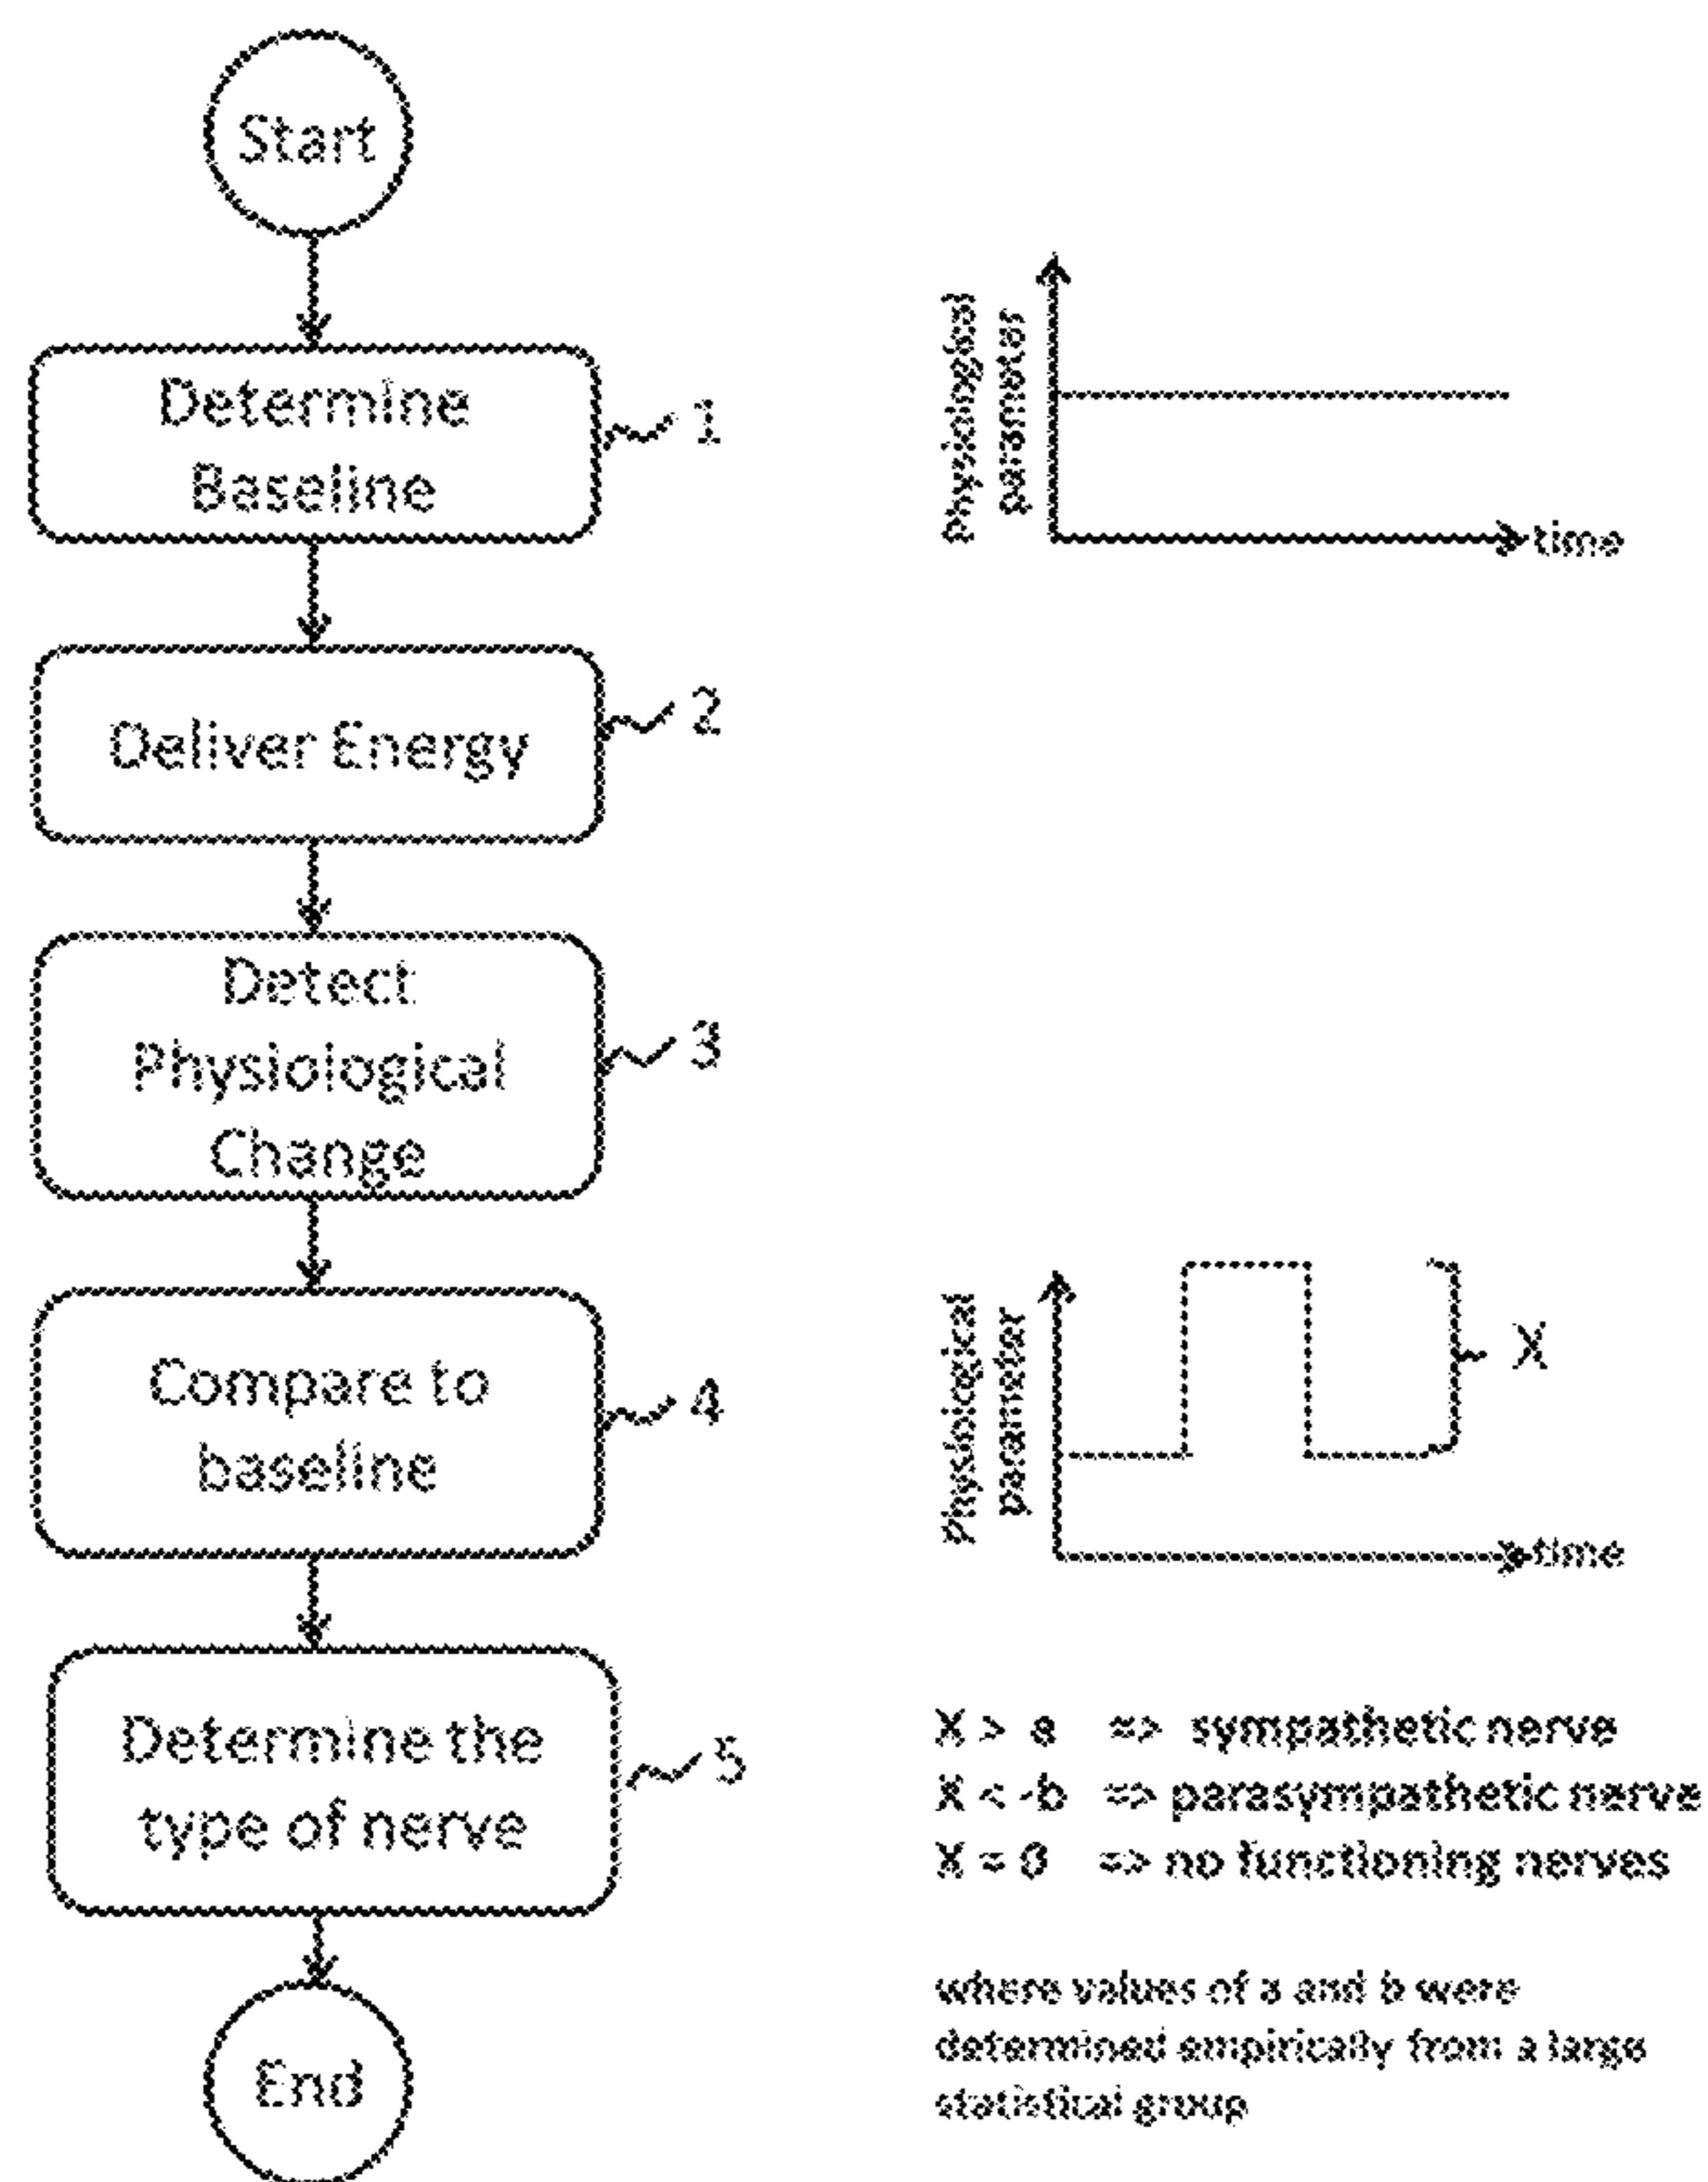 Start
Determine
Baseline
1
Physiological
parameter
time
Deliver Energy
2
Detect
Physiological
Change
3
Compare to
baseline
4
Physiological
parameter
X
time
Determine the
type of nerve
5
X > a => sympathetic nerve
X < -b => parasympathetic nerve
X = 0 => no functioning nerves
where values of a and b were
determined empirically from a large
statistical group
End